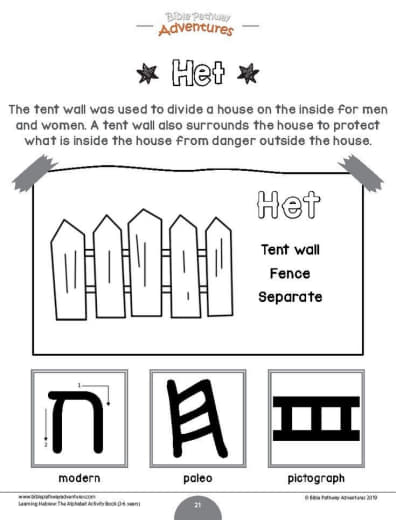 Bible Pathway
Adventures
Het
The tent wall was used to divide a house on the inside for men
and women. A tent wall also surrounds the house to protect
what is inside the house from danger outside the house.
Het
Tent wall
Fence
Separate
1
2
ח
modern
paleo
pictograph
www.biblepathwayadventures.com
Learning Hebrew: The Alphabet Activity Book (3-6 years)
21
© Bible Pathway Adventures 2019